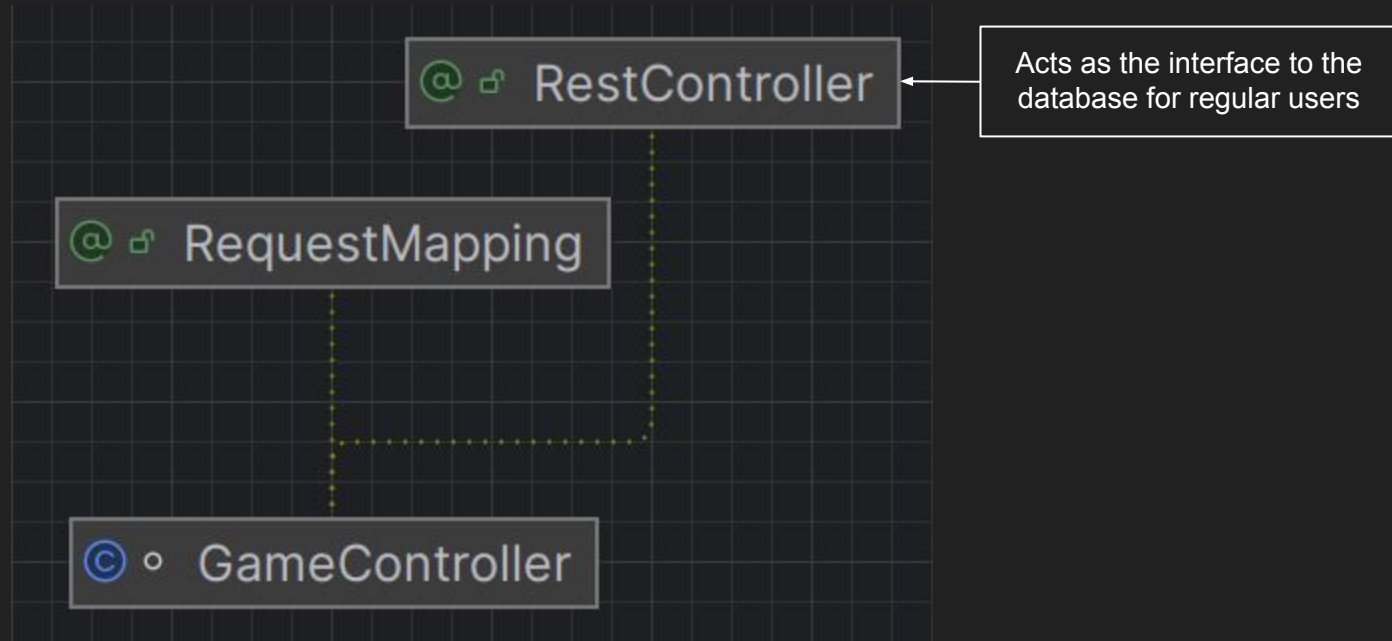 @ RestController
Acts as the interface to the
database for regular users
@ RequestMapping
C GameController